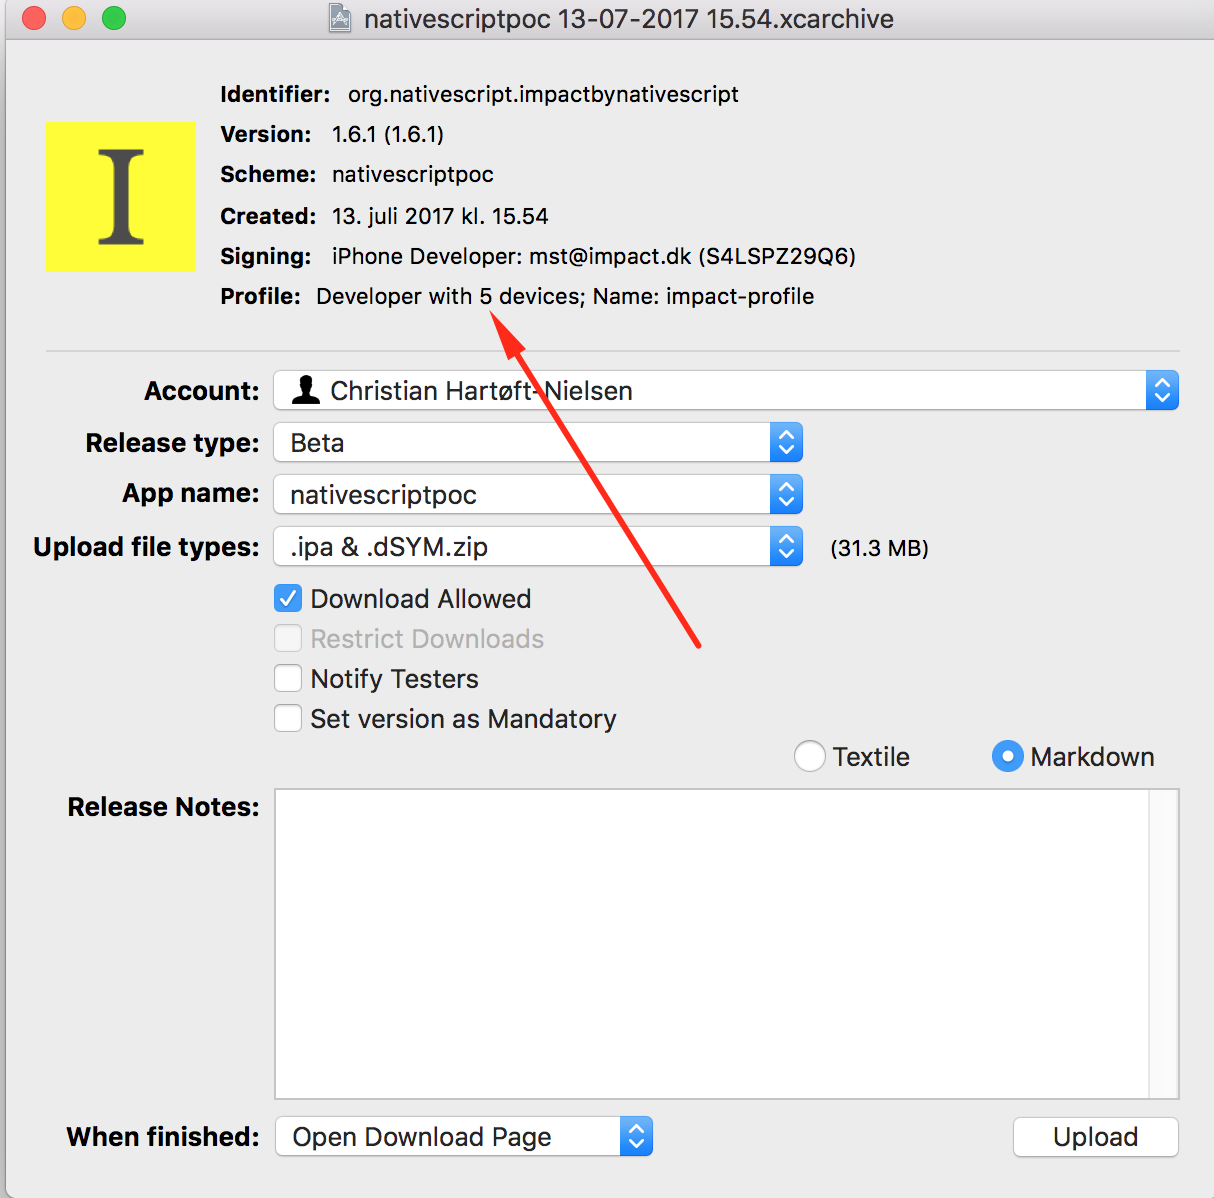 nativescriptpoc 13-07-2017 15.54.xcarchive
I
Identifier: org.nativescript.impactbynativescript
Version: 1.6.1 (1.6.1)
Scheme: nativescriptpoc
Created: 13. juli 2017 kl. 15.54
Signing: iPhone Developer: mst@impact.dk (S4LSPZ29Q6)
Profile: Developer with 5 devices; Name: impact-profile
Account: Christian Hartøft-Nielsen
Release type: Beta
App name: nativescriptpoc
Upload file types: .ipa & .dSYM.zip (31.3 MB)
Download Allowed
Restrict Downloads
Notify Testers
Set version as Mandatory
Textile Markdown
Release Notes:
When finished: Open Download Page Upload